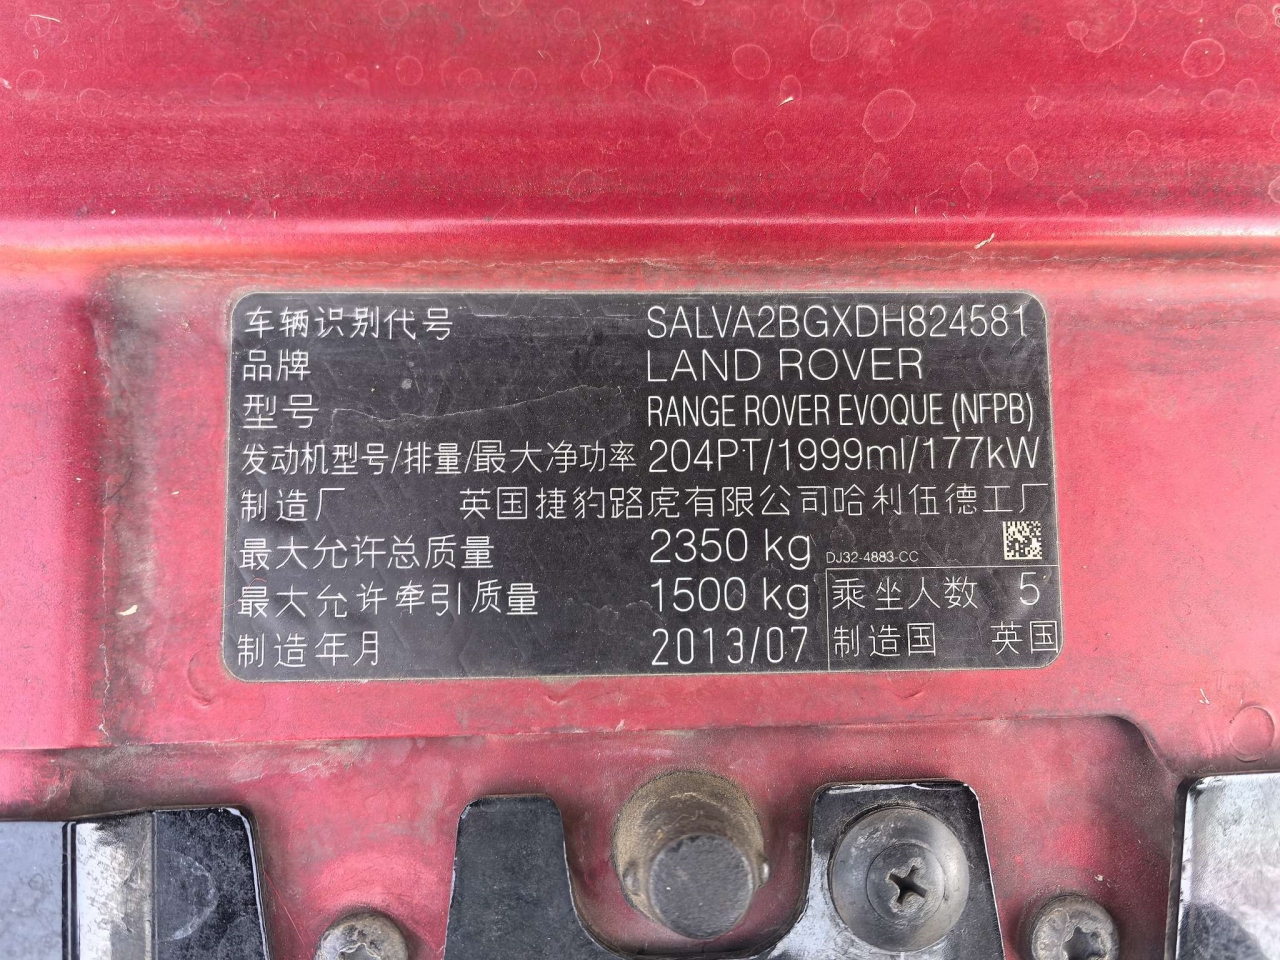 车辆识别代号 SALVA2BGXDH824581
品牌 LAND ROVER
型号 RANGE ROVER EVOQUE (NFPB)
发动机型号/排量/最大净功率 204PT/1999ml/177kW
制造厂 英国捷豹路虎有限公司哈利伍德工厂
最大允许总质量 2350 kg DJ32-4883-CC
最大允许牵引质量 1500 kg 乘坐人数 5
制造年月 2013/07 制造国 英国